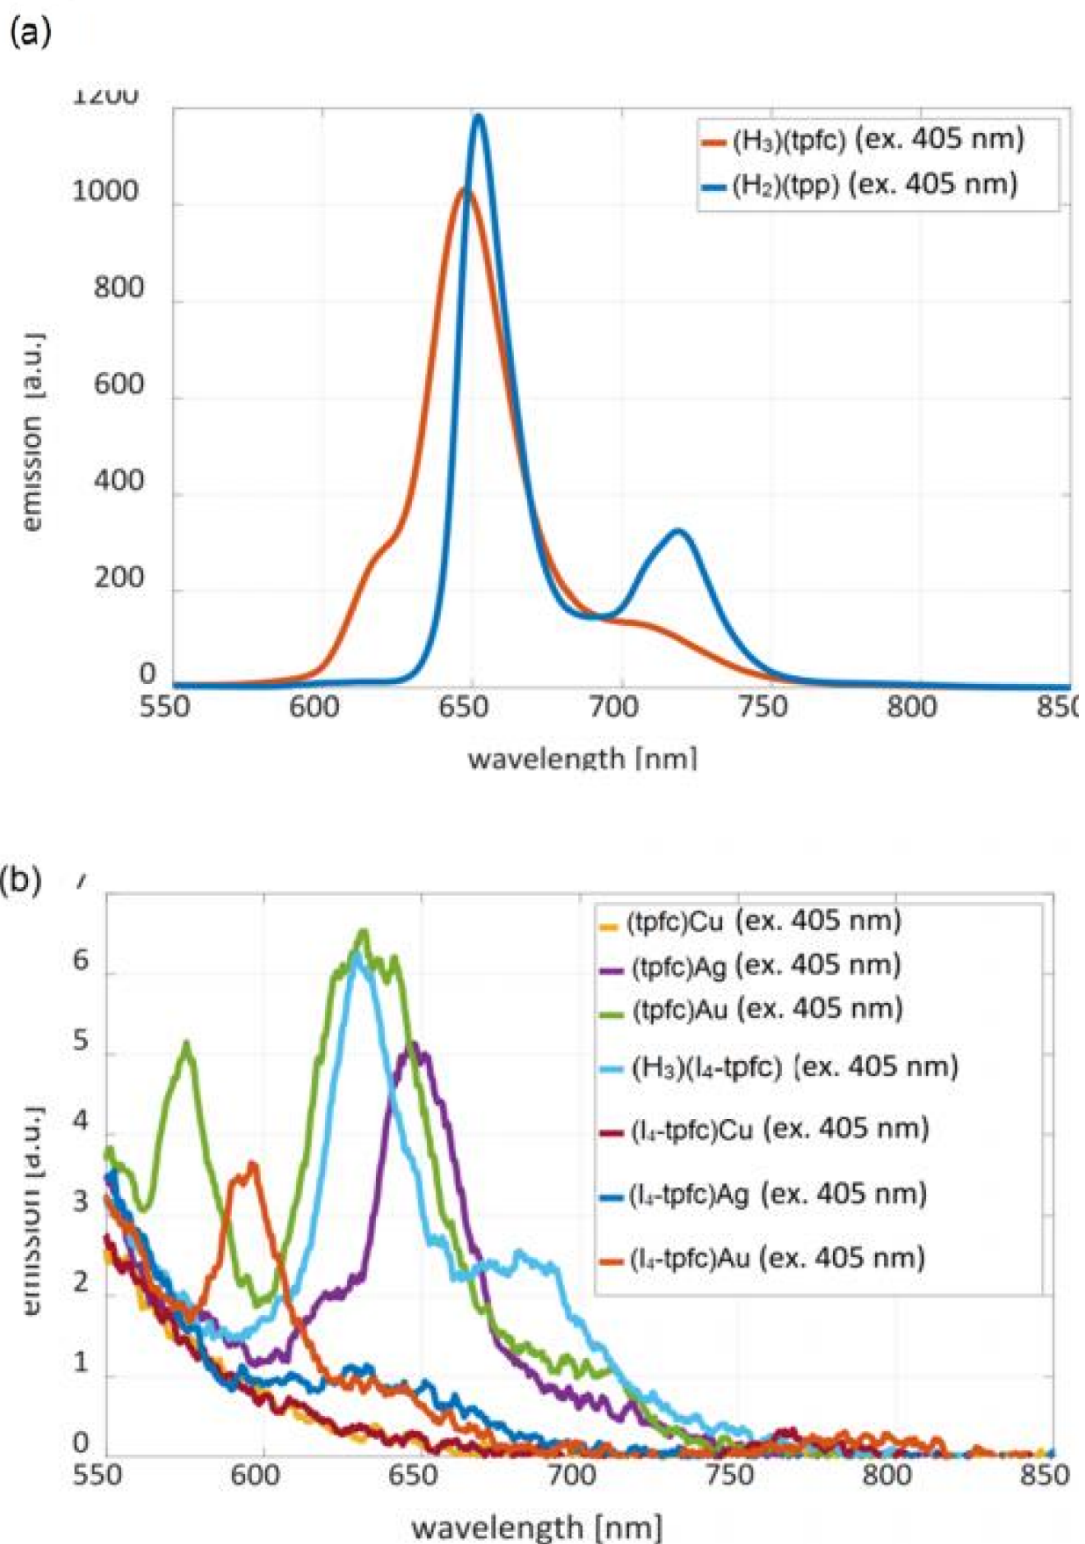 (a)
1200
(H₃)(tpfc) (ex. 405 nm)
(H₂)(tpp) (ex. 405 nm)
1000
800
600
400
200
0
emission [a.u.]
550 600 650 700 750 800 850
wavelength [nm]
(b)
7
(tpfc)Cu (ex. 405 nm)
(tpfc)Ag (ex. 405 nm)
(tpfc)Au (ex. 405 nm)
(H₃)(I₄-tpfc) (ex. 405 nm)
(I₄-tpfc)Cu (ex. 405 nm)
(I₄-tpfc)Ag (ex. 405 nm)
(I₄-tpfc)Au (ex. 405 nm)
6
5
4
3
2
1
0
emission [a.u.]
550 600 650 700 750 800 850
wavelength [nm]